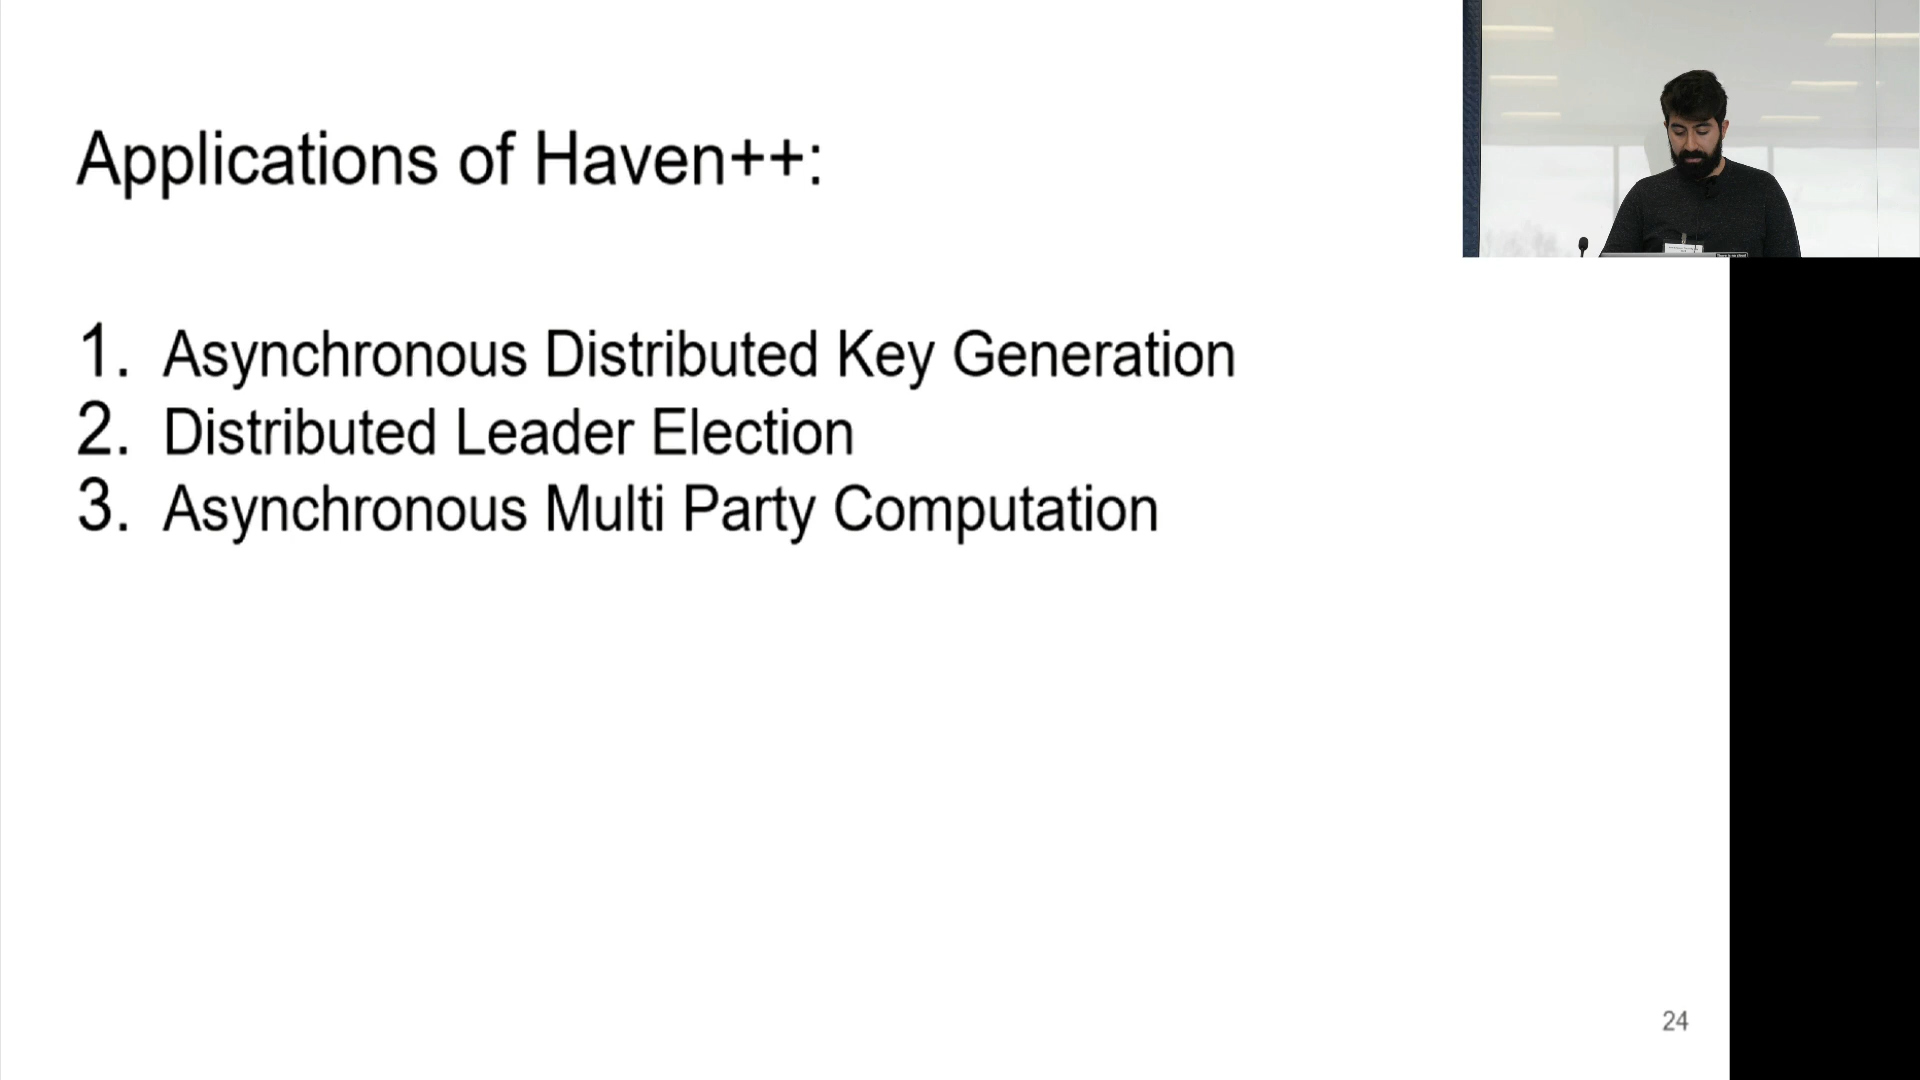 Applications of Haven++:
1. Asynchronous Distributed Key Generation
2. Distributed Leader Election
3. Asynchronous Multi Party Computation
24